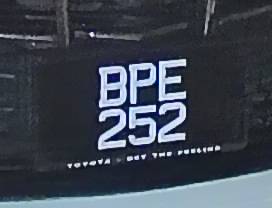 BPE
252
TOYOTA - GET THE FEELING